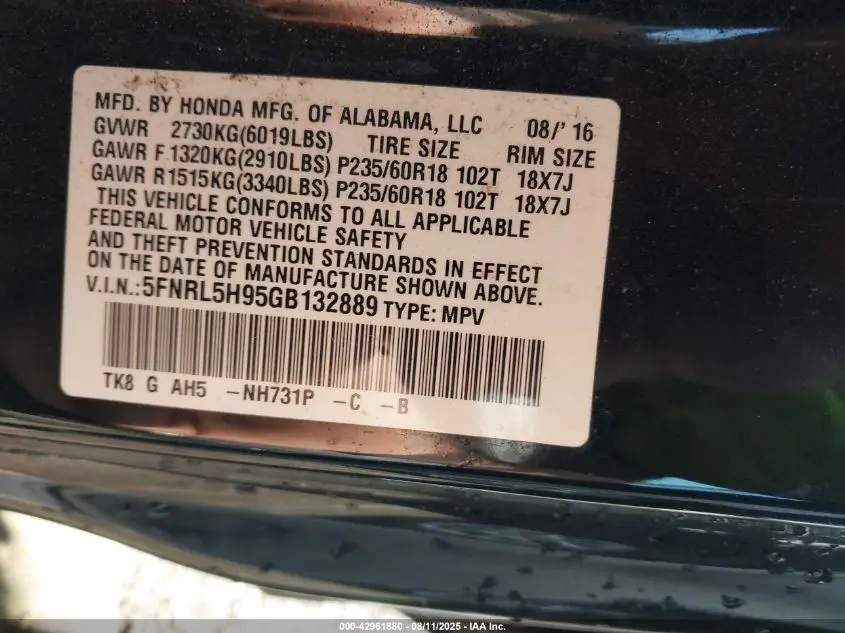 MFD. BY HONDA MFG. OF ALABAMA, LLC 08/' 16
GVWR 2730KG(6019LBS) TIRE SIZE RIM SIZE
GAWR F 1320KG(2910LBS) P235/60R18 102T 18X7J
GAWR R1515KG(3340LBS) P235/60R18 102T 18X7J
THIS VEHICLE CONFORMS TO ALL APPLICABLE
FEDERAL MOTOR VEHICLE SAFETY
AND THEFT PREVENTION STANDARDS IN EFFECT
ON THE DATE OF MANUFACTURE SHOWN ABOVE.
V.I.N.:5FNRL5H95GB132889 TYPE: MPV
TK8 G AH5 -NH731P -C -B
000-42961880 - 08/11/2025 - IAA Inc.